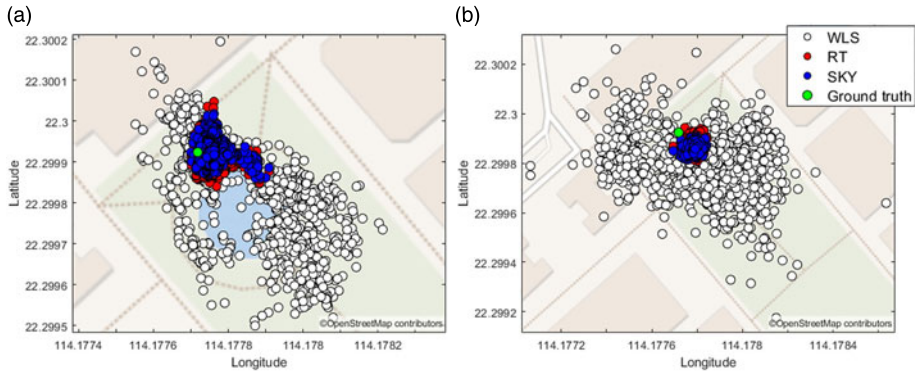 (a)
22.3002
22.3001
22.3
22.2999
22.2998
22.2997
22.2996
22.2995
Latitude
114.1774
114.1776
114.1778
114.178
114.1782
Longitude
©OpenStreetMap contributors
(b)
22.3002
22.3
22.2998
22.2996
22.2994
22.2992
Latitude
114.1772
114.1776
114.178
114.1784
Longitude
©OpenStreetMap contributors
WLS
RT
SKY
Ground truth